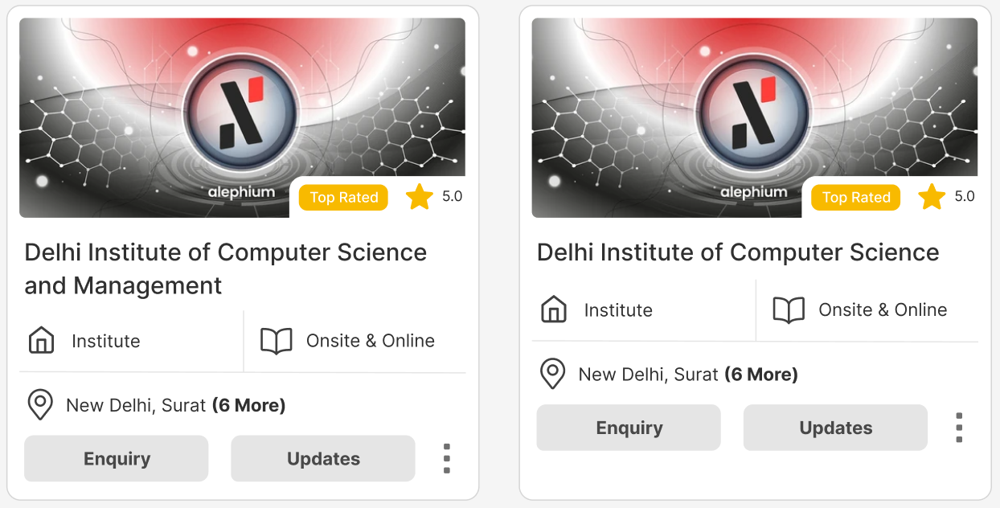 alephium
Top Rated
5.0
Delhi Institute of Computer Science
and Management
Institute
Onsite & Online
New Delhi, Surat (6 More)
Enquiry
Updates
alephium
Top Rated
5.0
Delhi Institute of Computer Science
Institute
Onsite & Online
New Delhi, Surat (6 More)
Enquiry
Updates